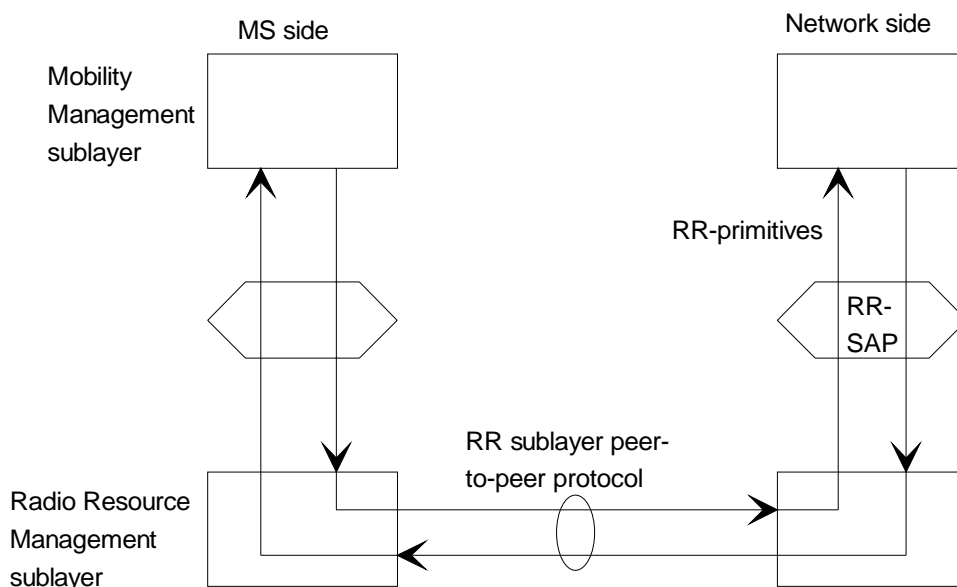 MS side
Network side
Mobility
Management
sublayer
RR-primitives
RR-
SAP
RR sublayer peer-
to-peer protocol
Radio Resource
Management
sublayer